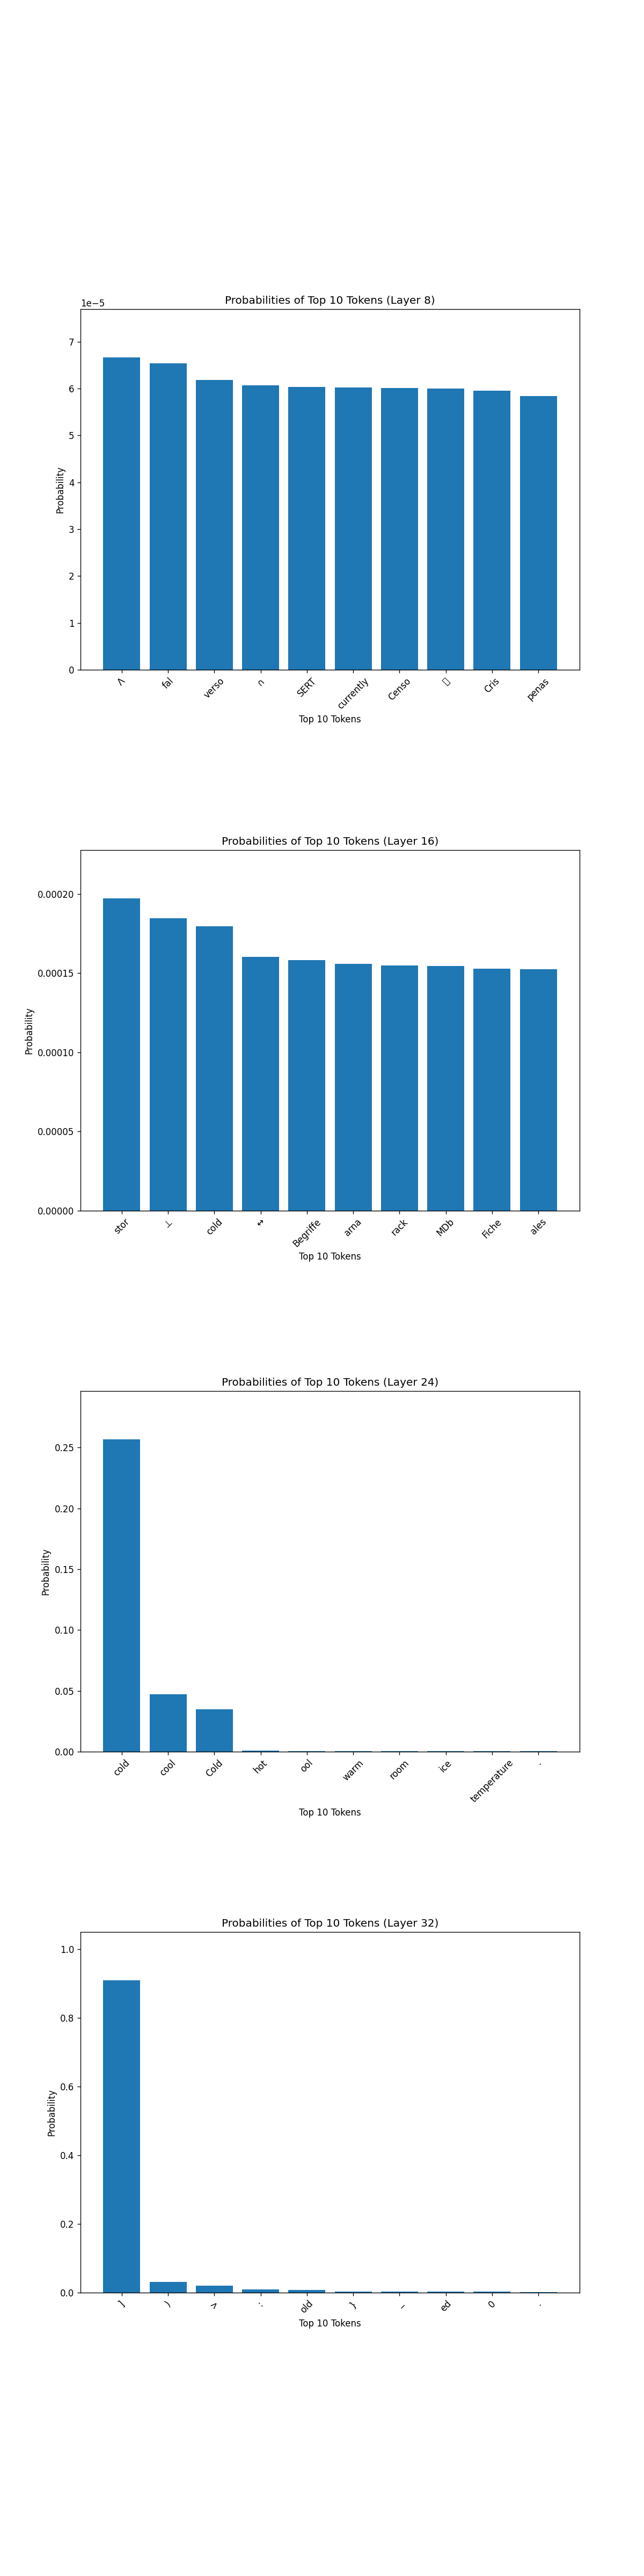 Probabilities of Top 10 Tokens (Layer 8)
1e−5
7
6
5
4
3
2
1
0
Probability
Λ fal verso ∩ SERT currently Censo Cris penas
Top 10 Tokens
Probabilities of Top 10 Tokens (Layer 16)
0.00020
0.00015
0.00010
0.00005
0.00000
Probability
stor ⊥ cold ↔ Begriffe arna rack MDb Fiche ales
Top 10 Tokens
Probabilities of Top 10 Tokens (Layer 24)
0.25
0.20
0.15
0.10
0.05
0.00
Probability
cold cool Cold hot ool warm room ice temperature .
Top 10 Tokens
Probabilities of Top 10 Tokens (Layer 32)
1.0
0.8
0.6
0.4
0.2
0.0
Probability
] ) > : old } _ ed 0 .
Top 10 Tokens